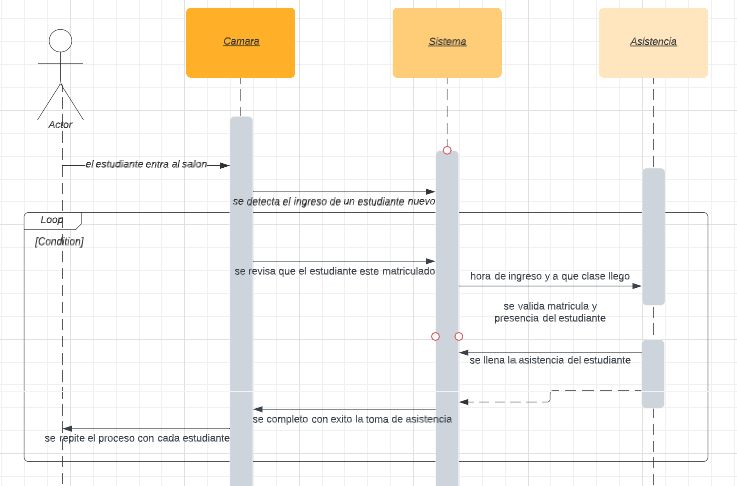 Camara
Sistema
Asistencia
Actor
el estudiante entra al salon
se detecta el ingreso de un estudiante nuevo
Loop
[Condition]
se revisa que el estudiante este matriculado
hora de ingreso y a que clase llego
se valida matricula y
presencia del estudiante
se llena la asistencia del estudiante
se completo con exito la toma de asistencia
se repite el proceso con cada estudiante